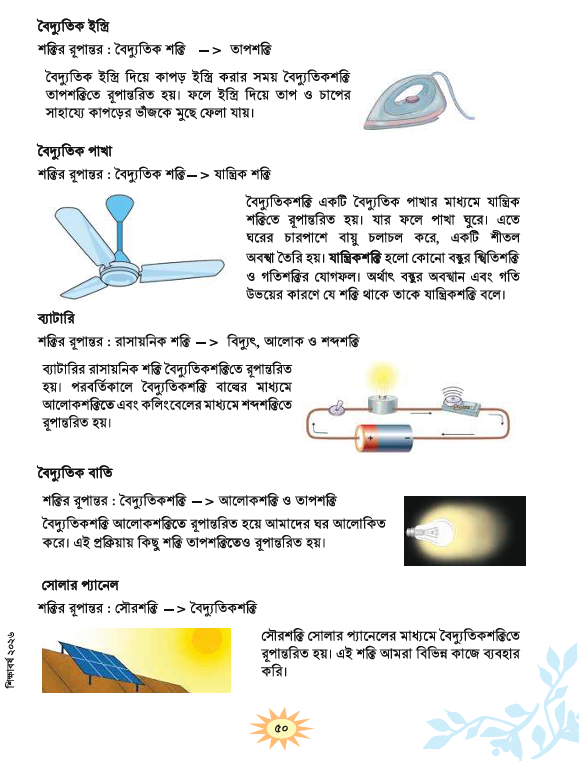 বৈদ্যুতিক ইস্ত্রি
শক্তির রূপান্তর : বৈদ্যুতিক শক্তি —> তাপশক্তি
বৈদ্যুতিক ইস্ত্রি দিয়ে কাপড় ইস্ত্রি করার সময় বৈদ্যুতিকশক্তি
তাপশক্তিতে রূপান্তরিত হয়। ফলে ইস্ত্রি দিয়ে তাপ ও চাপের
সাহায্যে কাপড়ের ভাঁজকে মুছে ফেলা যায়।
বৈদ্যুতিক পাখা
শক্তির রূপান্তর : বৈদ্যুতিক শক্তি—> যান্ত্রিক শক্তি
বৈদ্যুতিকশক্তি একটি বৈদ্যুতিক পাখার মাধ্যমে যান্ত্রিক
শক্তিতে রূপান্তরিত হয়। যার ফলে পাখা ঘুরে। এতে
ঘরের চারপাশে বায়ু চলাচল করে, একটি শীতল
অবস্থা তৈরি হয়। যান্ত্রিকশক্তি হলো কোনো বস্তুর স্থিতিশক্তি
ও গতিশক্তির যোগফল। অর্থাৎ বস্তুর অবস্থান এবং গতি
উভয়ের কারণে যে শক্তি থাকে তাকে যান্ত্রিকশক্তি বলে।
ব্যাটারি
শক্তির রূপান্তর : রাসায়নিক শক্তি —> বিদ্যুৎ, আলোক ও শব্দশক্তি
ব্যাটারির রাসায়নিক শক্তি বৈদ্যুতিকশক্তিতে রূপান্তরিত
হয়। পরবর্তিকালে বৈদ্যুতিকশক্তি বাল্বের মাধ্যমে
আলোকশক্তিতে এবং কলিংবেলের মাধ্যমে শব্দশক্তিতে
রূপান্তরিত হয়।
+ −
বৈদ্যুতিক বাতি
শক্তির রূপান্তর : বৈদ্যুতিকশক্তি —> আলোকশক্তি ও তাপশক্তি
বৈদ্যুতিকশক্তি আলোকশক্তিতে রূপান্তরিত হয়ে আমাদের ঘর আলোকিত
করে। এই প্রক্রিয়ায় কিছু শক্তি তাপশক্তিতেও রূপান্তরিত হয়।
সোলার প্যানেল
শক্তির রূপান্তর : সৌরশক্তি —> বৈদ্যুতিকশক্তি
সৌরশক্তি সোলার প্যানেলের মাধ্যমে বৈদ্যুতিকশক্তিতে
রূপান্তরিত হয়। এই শক্তি আমরা বিভিন্ন কাজে ব্যবহার
করি।
শিক্ষাবর্ষ ২০২৬
৫০